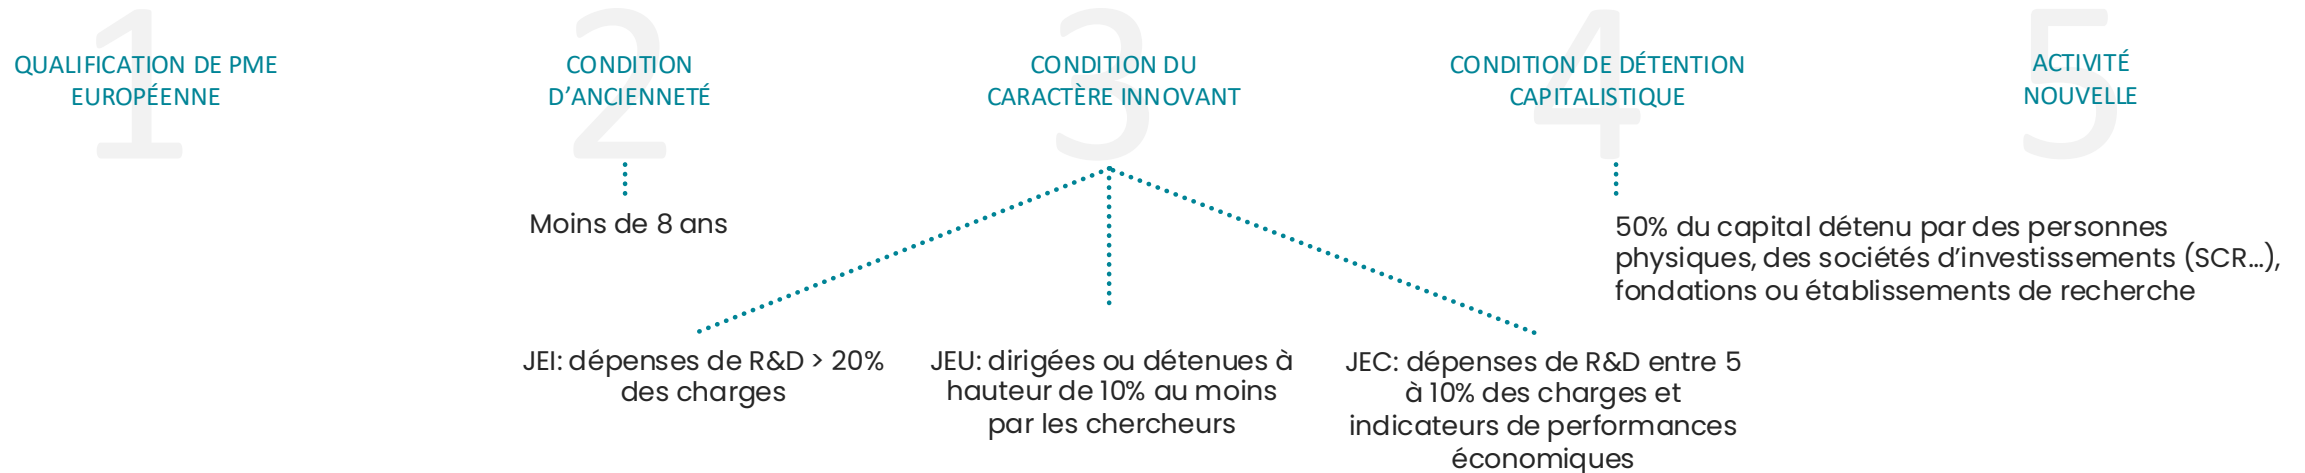 1
QUALIFICATION DE PME
EUROPÉENNE
2
CONDITION
D’ANCIENNETÉ
Moins de 8 ans
3
CONDITION DU
CARACTÈRE INNOVANT
JEI: dépenses de R&D > 20%
des charges
JEU: dirigées ou détenues à
hauteur de 10% au moins
par les chercheurs
JEC: dépenses de R&D entre 5
à 10% des charges et
indicateurs de performances
économiques
4
CONDITION DE DÉTENTION
CAPITALISTIQUE
50% du capital détenu par des personnes
physiques, des sociétés d’investissements (SCR...),
fondations ou établissements de recherche
5
ACTIVITÉ
NOUVELLE